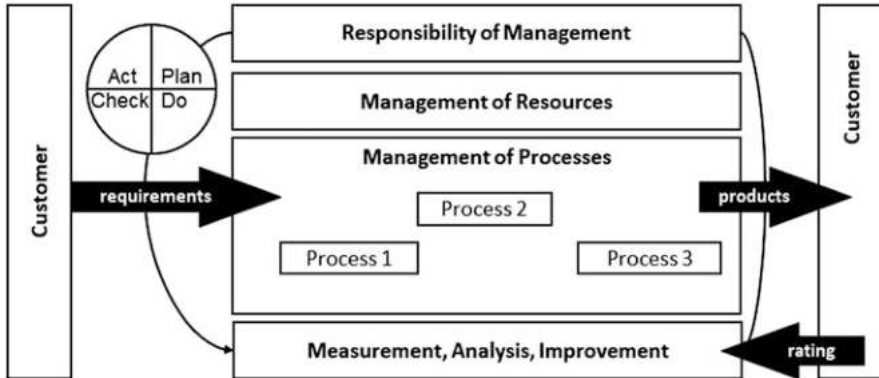 Customer
Act
Plan
Check
Do
Responsibility of Management
Management of Resources
Management of Processes
requirements
Process 1
Process 2
Process 3
products
Measurement, Analysis, Improvement
rating
Customer